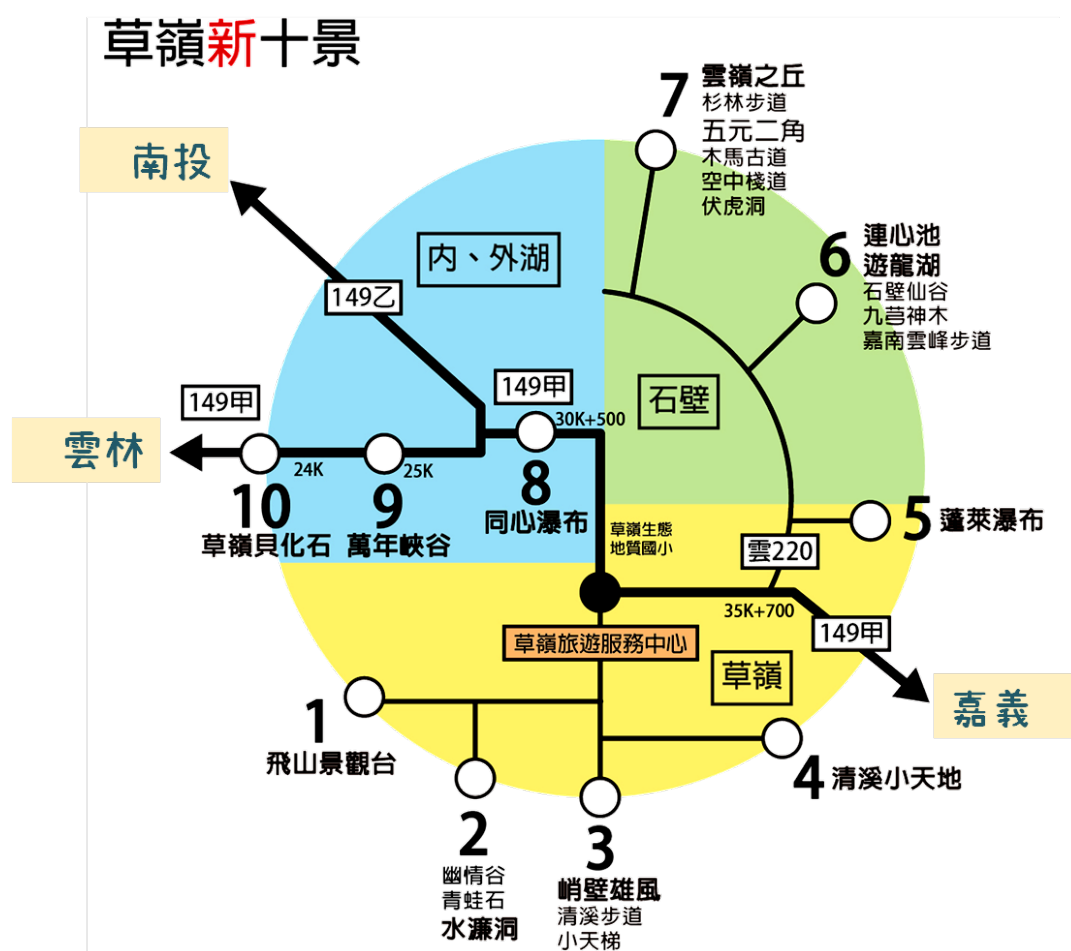 草嶺新十景
南投
149乙
內、外湖
7
雲嶺之丘
杉林步道
五元二角
木馬古道
空中棧道
伏虎洞
6
連心池
遊龍湖
石壁仙谷
九芎神木
嘉南雲峰步道
石壁
149甲
雲林
149甲
30K+500
24K
25K
10
草嶺貝化石
9
萬年峽谷
8
同心瀑布
草嶺生態
地質國小
5
蓬萊瀑布
雲220
35K+700
149甲
草嶺旅遊服務中心
草嶺
嘉義
1
飛山景觀台
2
幽情谷
青蛙石
水濂洞
3
峭壁雄風
清溪步道
小天梯
4
清溪小天地